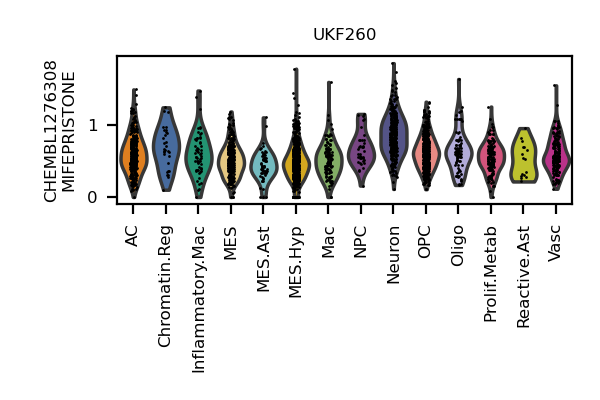 UKF260
CHEMBL1276308
MIFEPRISTONE
1
0
AC
Chromatin.Reg
Inflammatory.Mac
MES
MES.Ast
MES.Hyp
Mac
NPC
Neuron
OPC
Oligo
Prolif.Metab
Reactive.Ast
Vasc